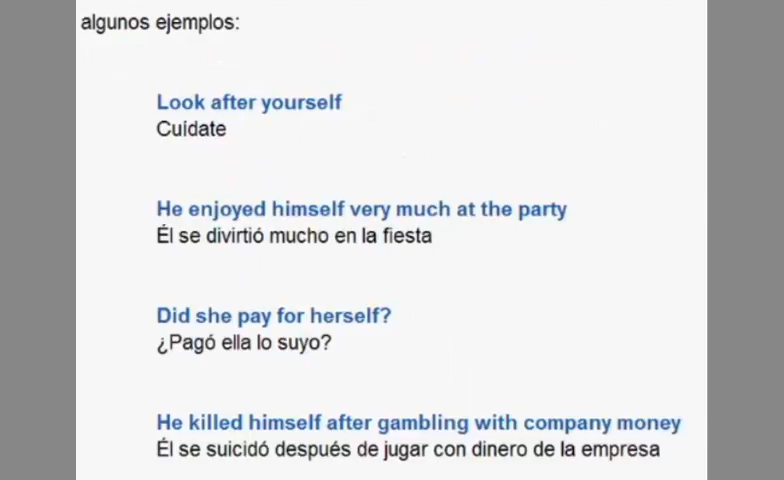 algunos ejemplos:
Look after yourself
Cuídate
He enjoyed himself very much at the party
Él se divirtió mucho en la fiesta
Did she pay for herself?
¿Pagó ella lo suyo?
He killed himself after gambling with company money
Él se suicidó después de jugar con dinero de la empresa